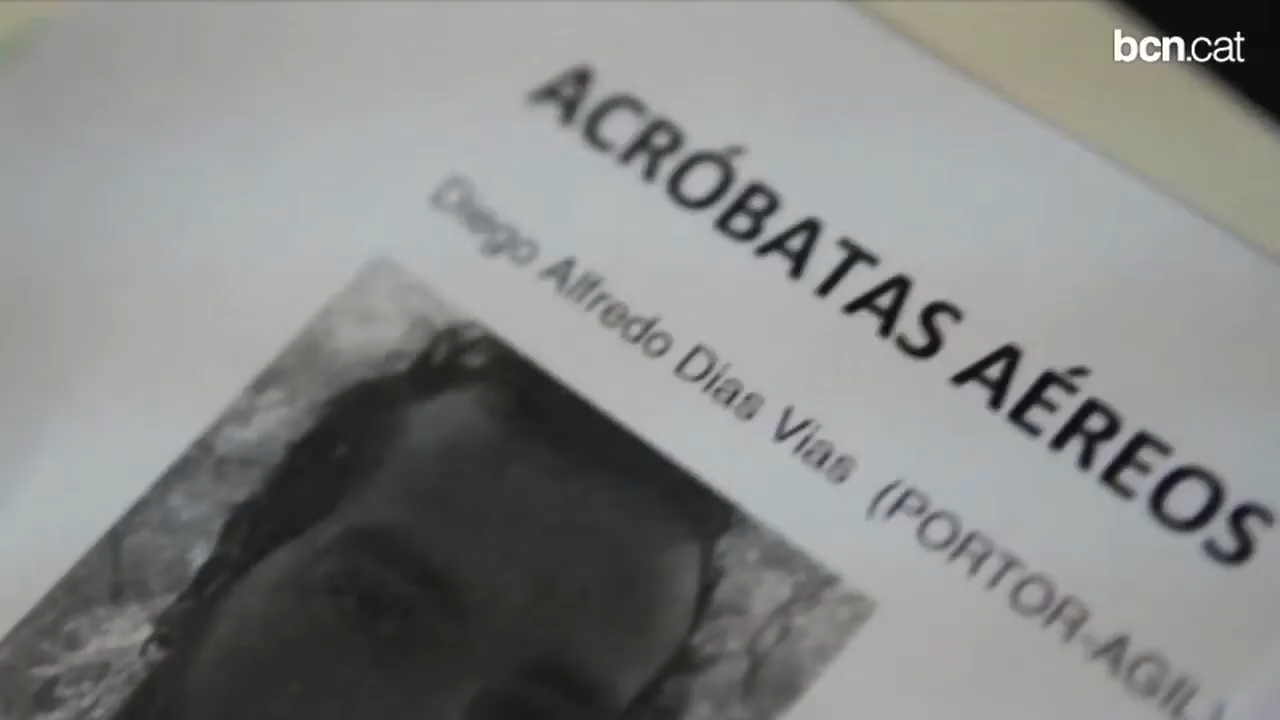 bcn.cat
ACRÓBATAS AÉREOS
Diego Alfredo Dias Vias (PORTOR-AGIL)